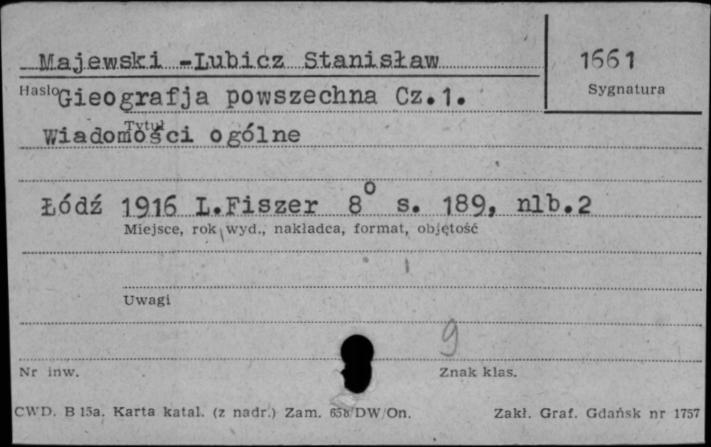 Majewski -Lubicz Stanisław
1661
Hasło
Sygnatura
Gieografja powszechna Cz.1.
Tytuł
Wiadomości ogólne
Łódź 1916 L.Fiszer 8° s. 189, nlb.2
Miejsce, rok wyd., nakładca, format, objętość
Uwagi
9
Nr inw.
Znak klas.
CWD. B 15a. Karta katal. (z nadr.) Zam. DW/On.
Zakł. Graf. Gdańsk nr 1757